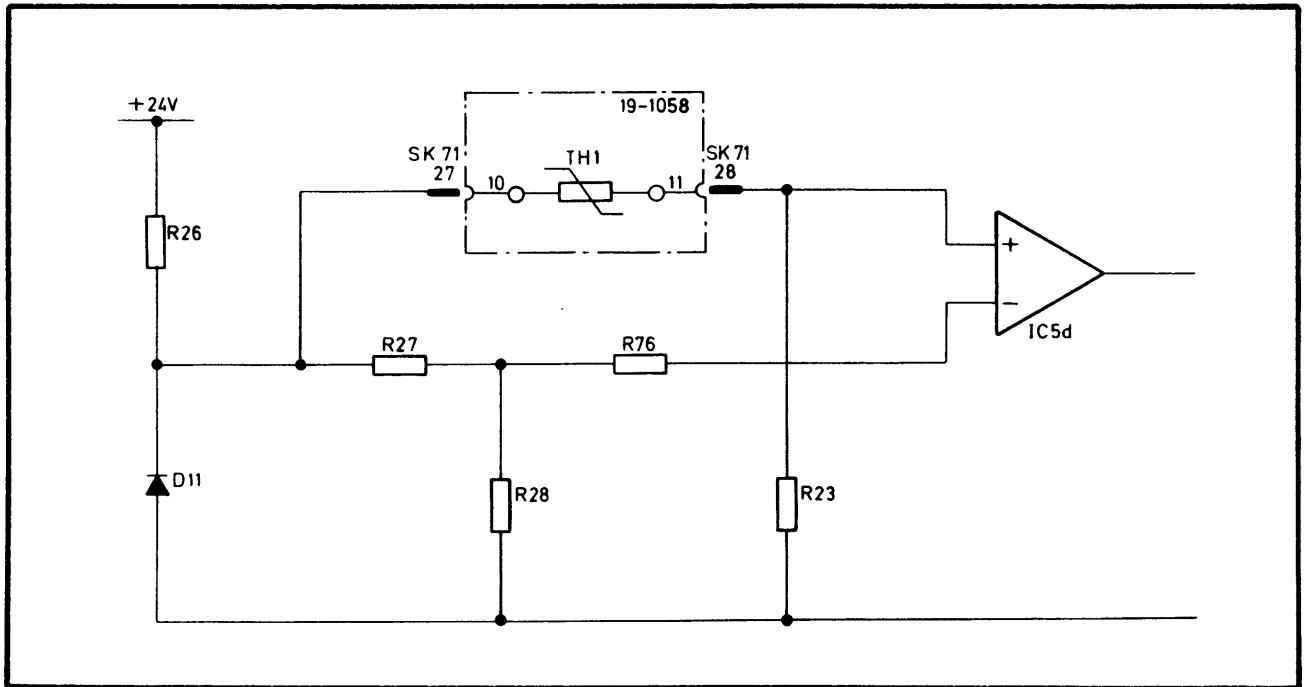 +24V
19-1058
SK 71
27
10
TH1
11
SK 71
28
R26
+
-
IC5d
R27
R76
D11
R28
R23